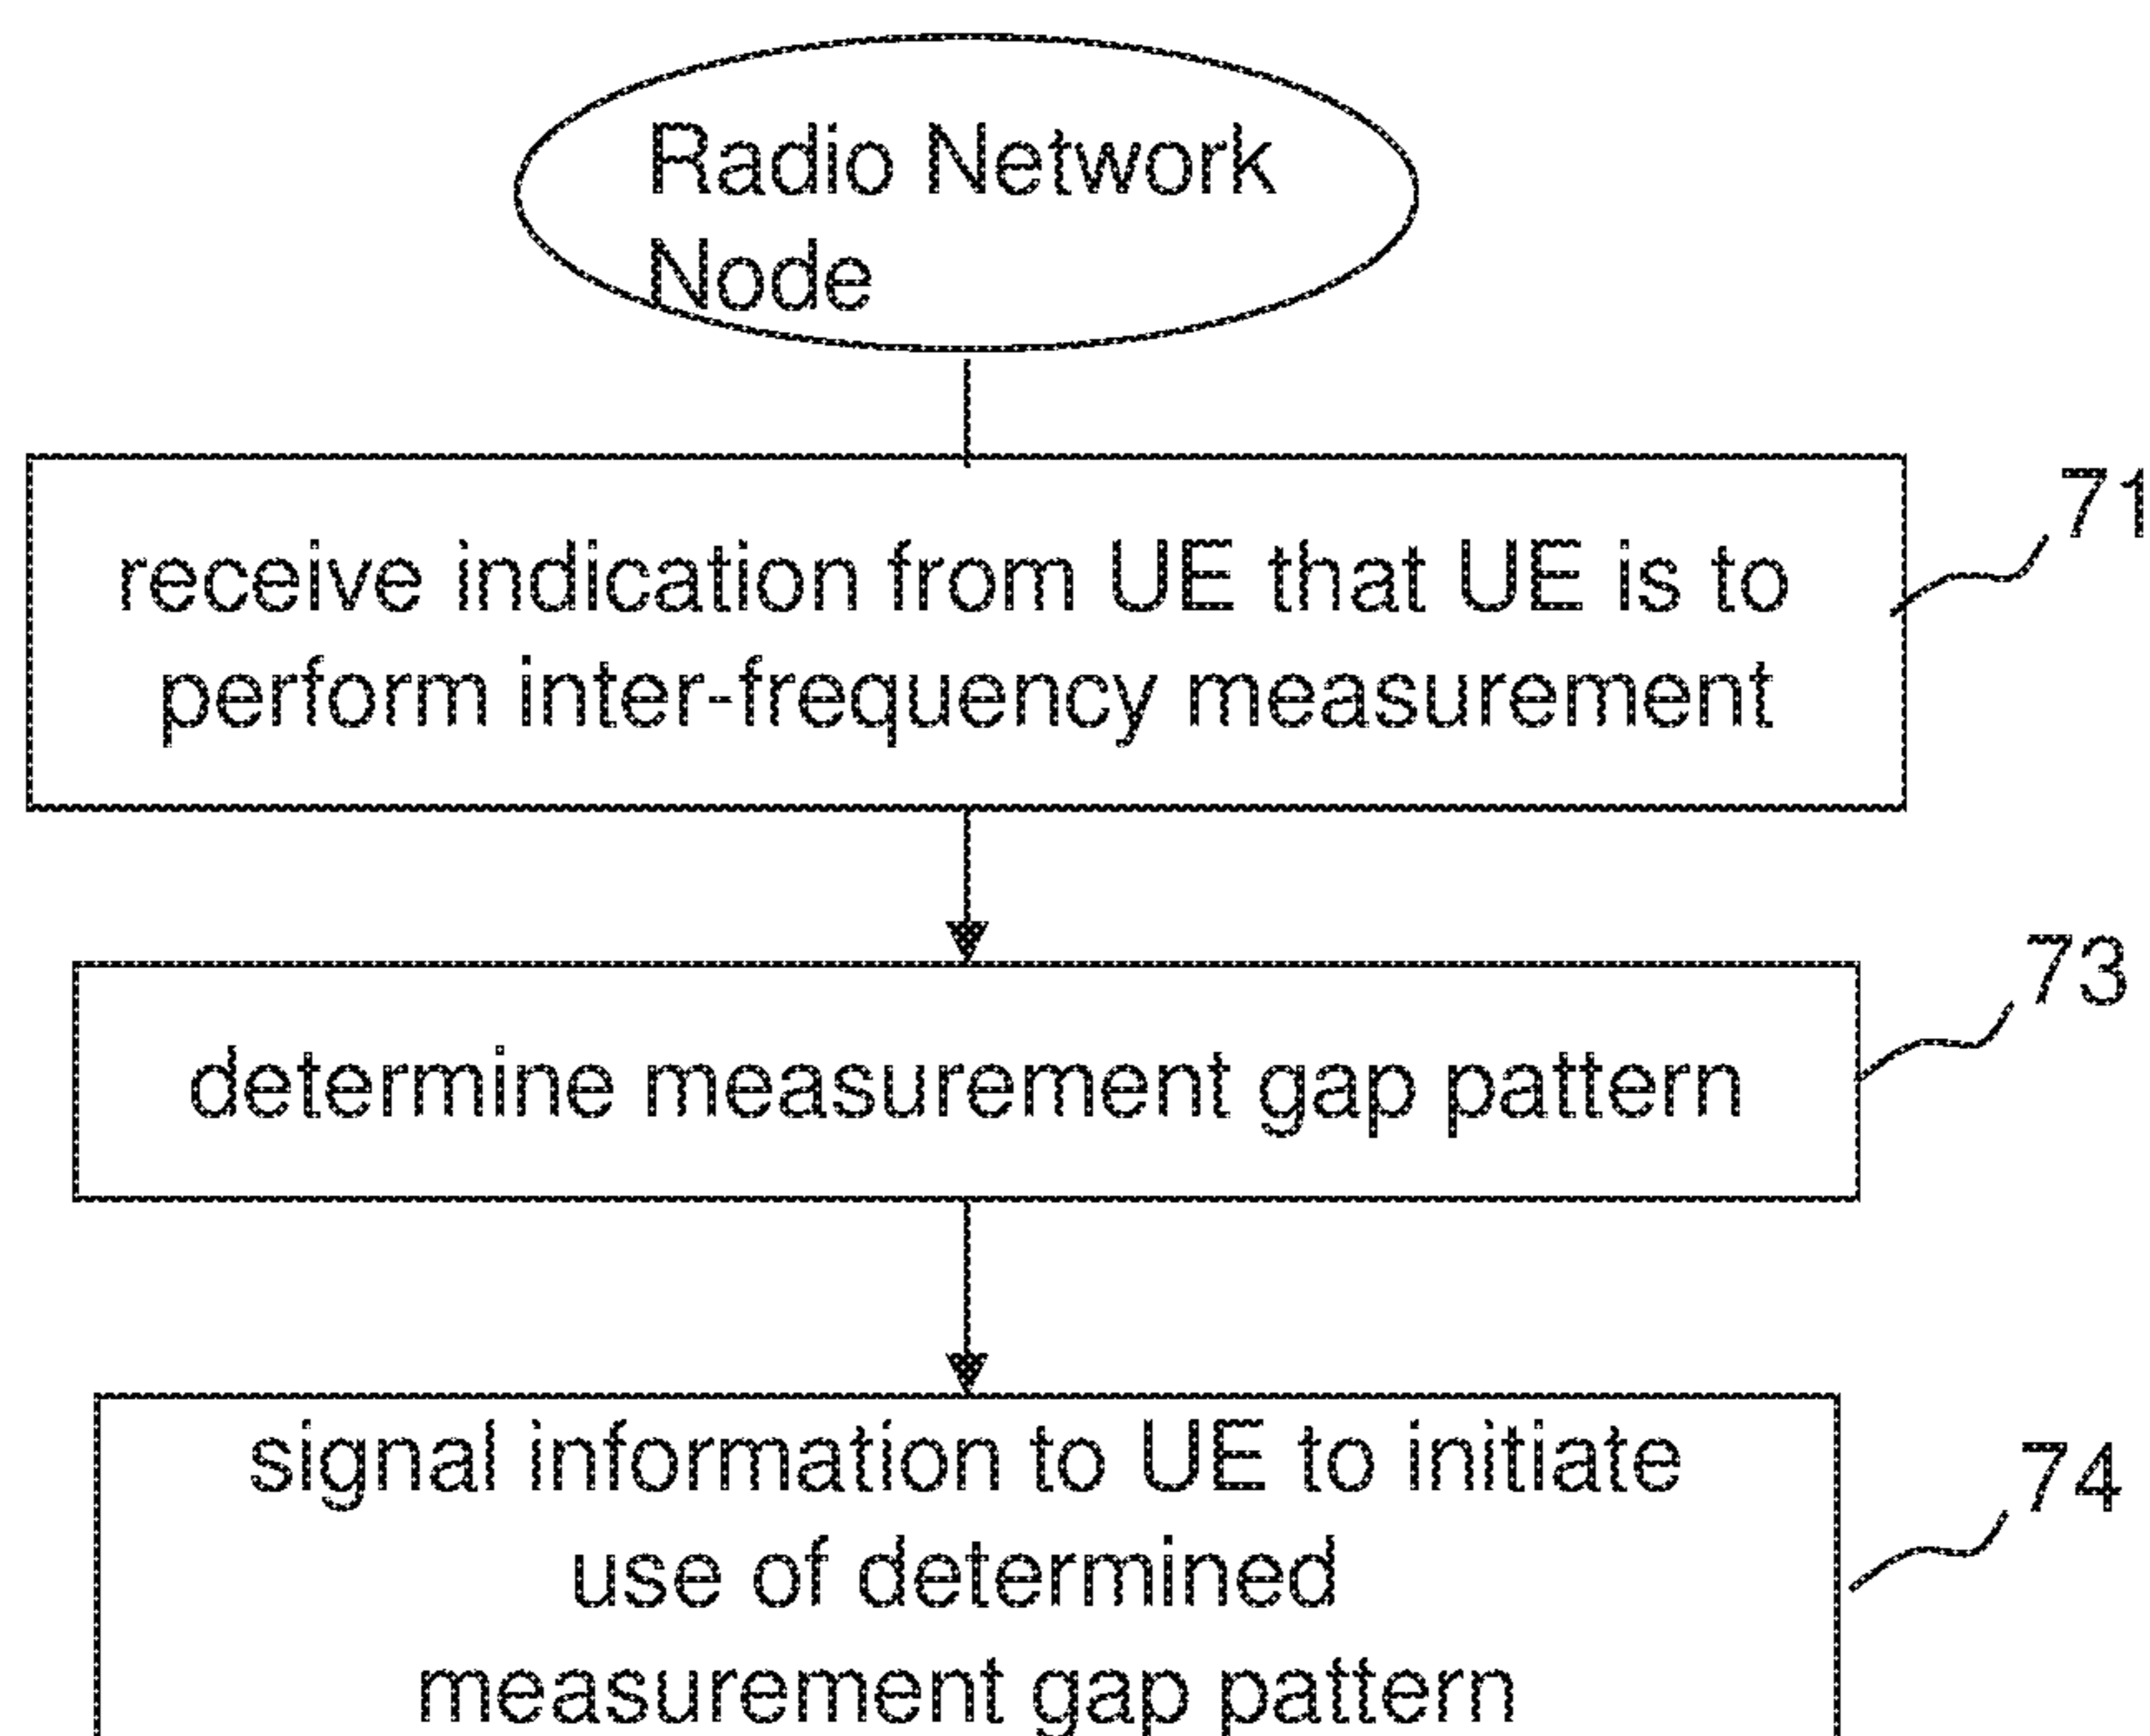 Radio Network
Node
71
receive indication from UE that UE is to
perform inter-frequency measurement
73
determine measurement gap pattern
74
signal information to UE to initiate
use of determined
measurement gap pattern